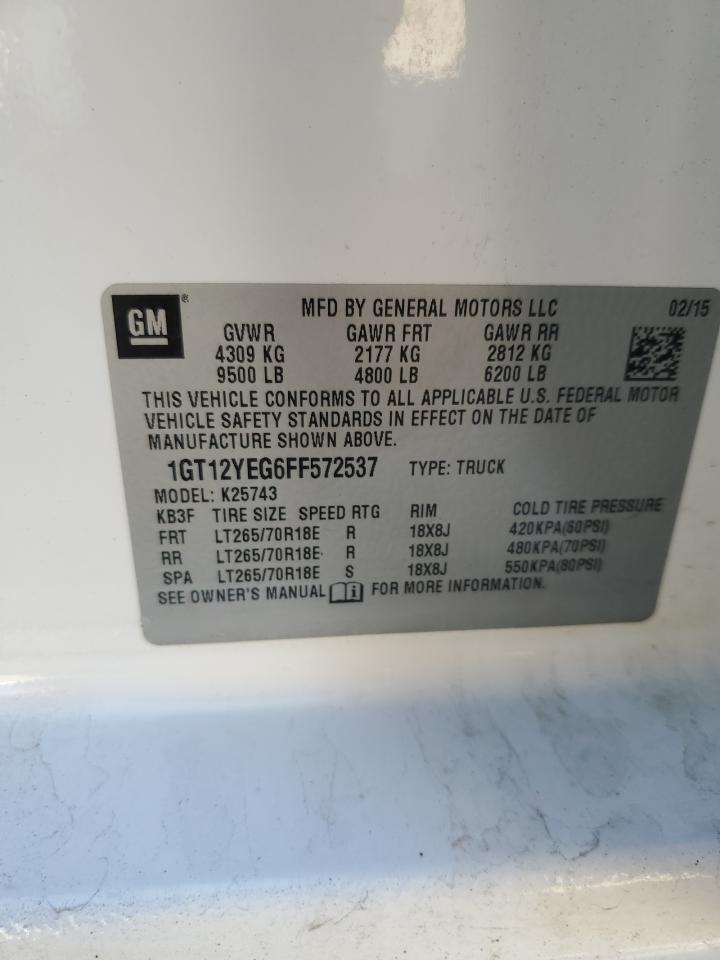 GM ®
MFD BY GENERAL MOTORS LLC 02/15
GVWR GAWR FRT GAWR RR
4309 KG 2177 KG 2812 KG
9500 LB 4800 LB 6200 LB
THIS VEHICLE CONFORMS TO ALL APPLICABLE U.S. FEDERAL MOTOR
VEHICLE SAFETY STANDARDS IN EFFECT ON THE DATE OF
MANUFACTURE SHOWN ABOVE.
1GT12YEG6FF572537 TYPE: TRUCK
MODEL: K25743
KB3F TIRE SIZE SPEED RTG RIM COLD TIRE PRESSURE
FRT LT265/70R18E R 18X8J 420KPA(60PSI)
RR LT265/70R18E R 18X8J 480KPA(70PSI)
SPA LT265/70R18E S 18X8J 550KPA(80PSI)
SEE OWNER'S MANUAL i FOR MORE INFORMATION.